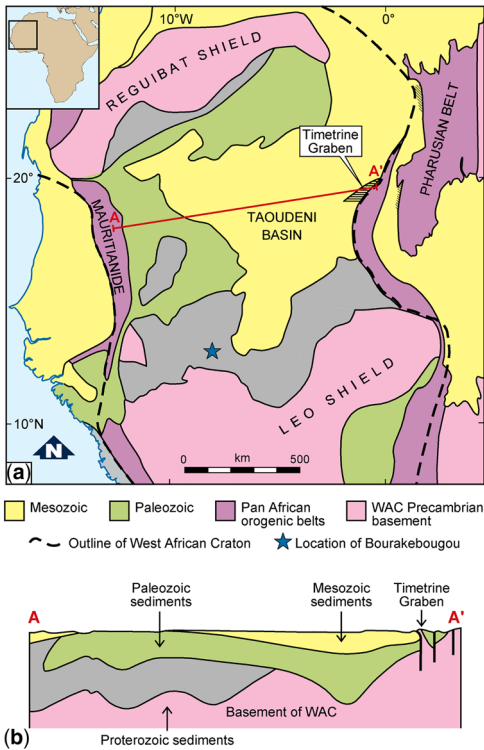 10°W
0°
REGUIBAT SHIELD
PHARUSIAN BELT
Timetrine
Graben
A'
20°
MAURITIANIDE
A
TAOUDENI
BASIN
LEO SHIELD
10°N
N
km
0
500
(a)
Mesozoic
Paleozoic
Pan African
orogenic belts
WAC Precambrian
basement
Outline of West African Craton
Location of Bourakebougou
Paleozoic
sediments
Mesozoic
sediments
Timetrine
Graben
A
A'
Basement of WAC
(b)
Proterozoic sediments